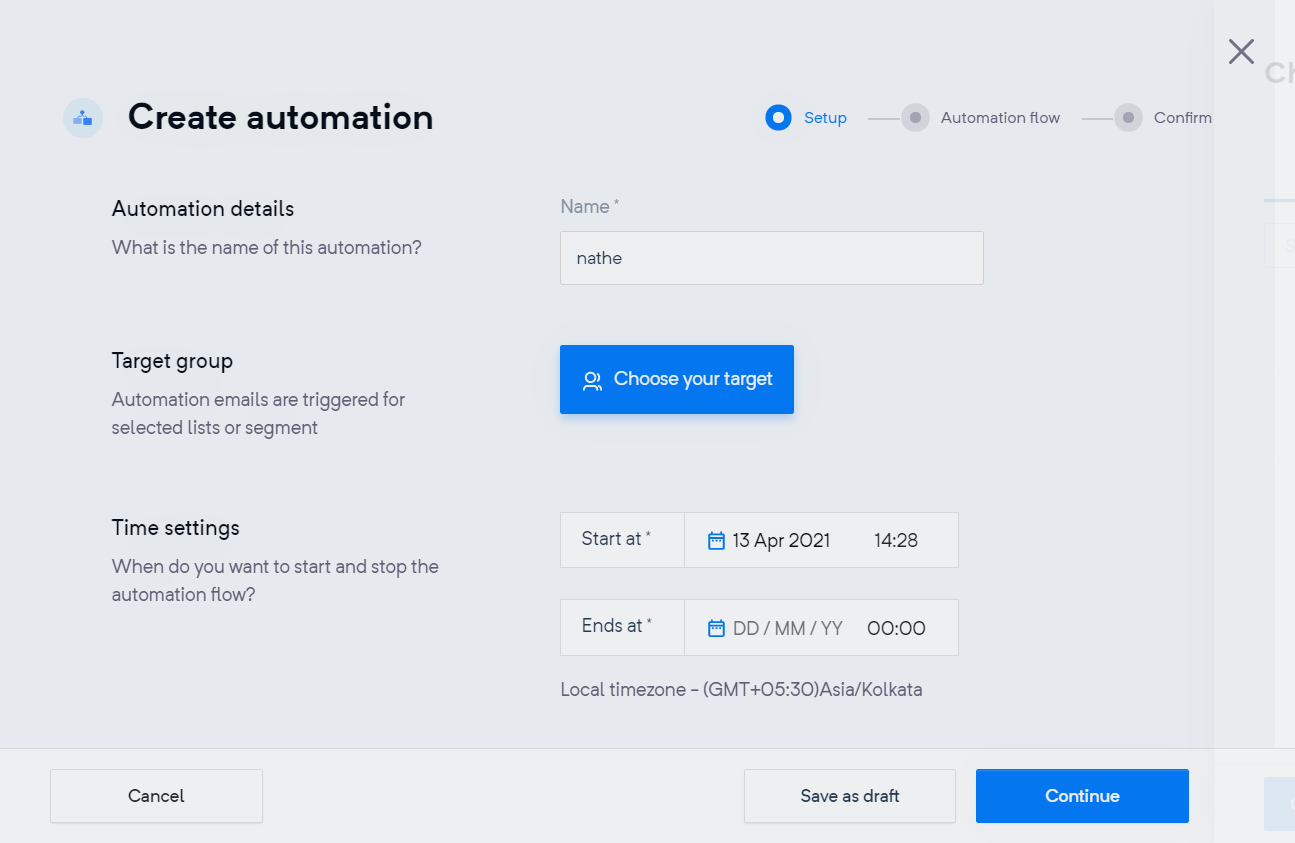 Create automation
Setup
Automation flow
Confirm
Automation details
What is the name of this automation?
Name *
nathe
Target group
Automation emails are triggered for
selected lists or segment
Choose your target
Time settings
When do you want to start and stop the
automation flow?
Start at *
13 Apr 2021 14:28
Ends at *
DD / MM / YY 00:00
Local timezone - (GMT+05:30)Asia/Kolkata
Cancel
Save as draft
Continue